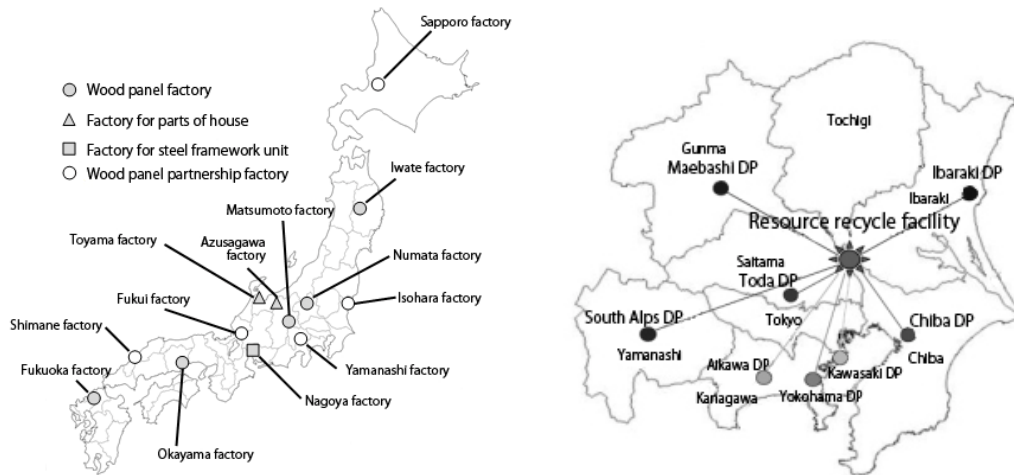 Sapporo factory
Wood panel factory
Factory for parts of house
Factory for steel framework unit
Wood panel partnership factory
Iwate factory
Matsumoto factory
Toyama factory
Azusagawa
factory
Numata factory
Fukui factory
Isohara factory
Shimane factory
Fukuoka factory
Yamanashi factory
Nagoya factory
Okayama factory
Tochigi
Gunma
Maebashi DP
Ibaraki DP
Ibaraki
Resource recycle facility
Saitama
Toda DP
South Alps DP
Tokyo
Chiba DP
Yamanashi
Chiba
Aikawa DP
Kawasaki DP
Kanagawa
Yokohama DP